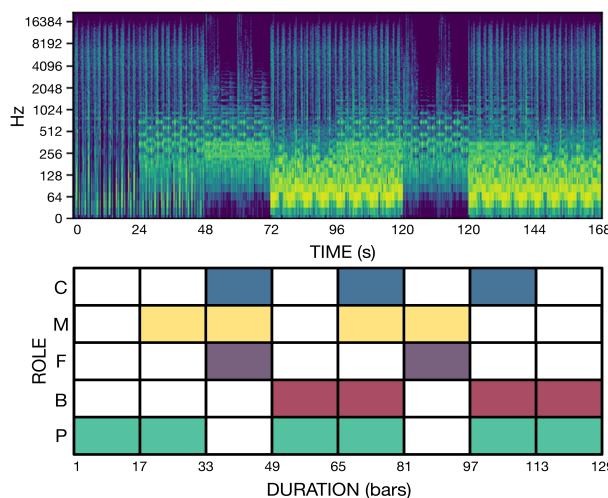 16384
8192
4096
2048
1024
512
256
128
64
0
Hz
0 24 48 72 96 120 120 144 168
TIME (s)
C
M
F
B
P
ROLE
1 17 33 49 65 81 97 113 129
DURATION (bars)